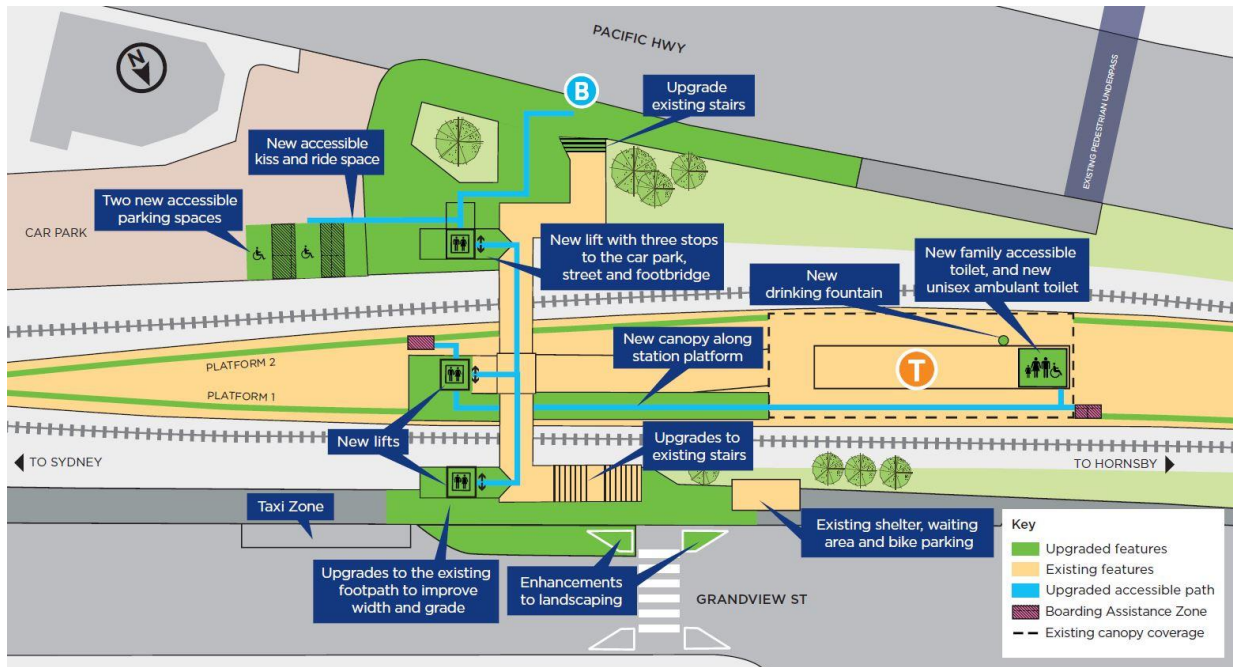 PACIFIC HWY
N
B
Upgrade
existing stairs
EXISTING PEDESTRIAN UNDERPASS
New accessible
kiss and ride space
Two new accessible
parking spaces
CAR PARK
New lift with three stops
to the car park,
street and footbridge
New
drinking fountain
New family accessible
toilet, and new
unisex ambulant toilet
New canopy along
station platform
PLATFORM 2
PLATFORM 1
T
New lifts
Upgrades to
existing stairs
TO SYDNEY
TO HORNSBY
Taxi Zone
Existing shelter, waiting
area and bike parking
Upgrades to the existing
footpath to improve
width and grade
Enhancements
to landscaping
GRANDVIEW ST
Key
Upgraded features
Existing features
Upgraded accessible path
Boarding Assistance Zone
Existing canopy coverage